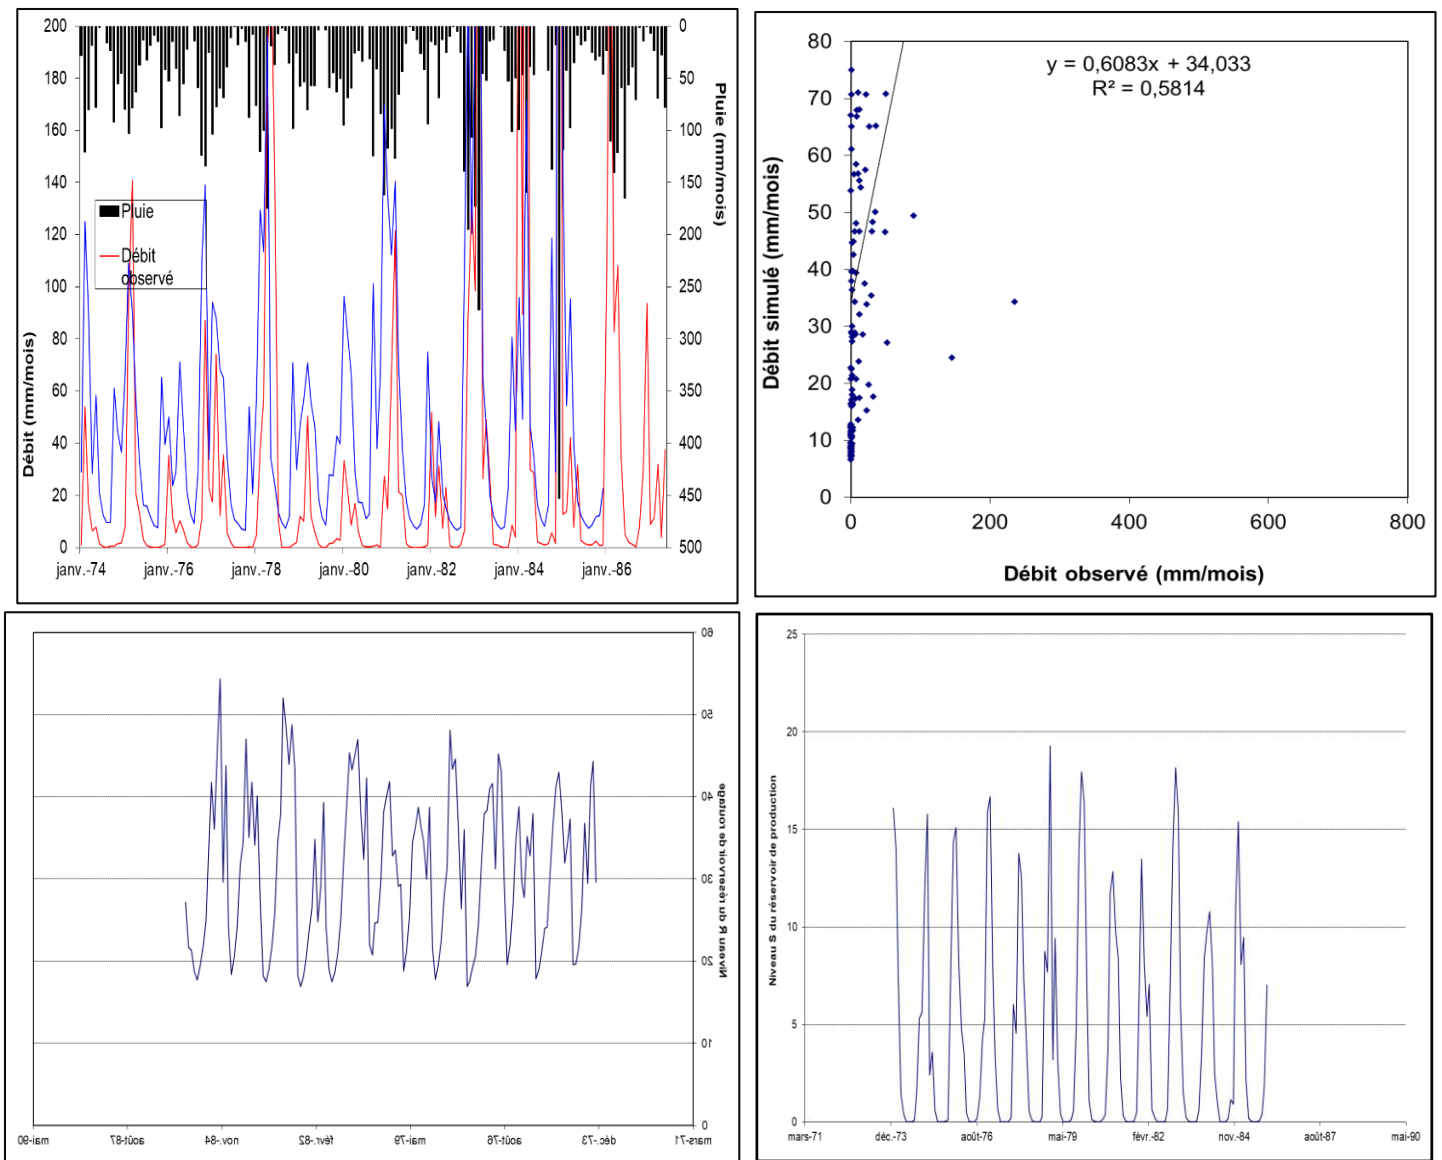 200
180
160
140
120
100
80
60
40
20
0
Débit (mm/mois)
0
50
100
150
200
250
300
350
400
450
500
Pluie (mm/mois)
Pluie
Débit
observé
janv.-74
janv.-76
janv.-78
janv.-80
janv.-82
janv.-84
janv.-86
80
70
60
50
40
30
20
10
0
Débit simulé (mm/mois)
y = 0,6083x + 34,033
R² = 0,5814
0
200
400
600
800
Débit observé (mm/mois)
60
50
40
30
20
10
0
Niveau R du réservoir de routage
mai-90
août-87
nov.-84
févr.-82
mai-79
août-76
déc.-73
mars-71
25
20
15
10
5
0
Niveau S du réservoir de production
mars-71
déc.-73
août-76
mai-79
févr.-82
nov.-84
août-87
mai-90